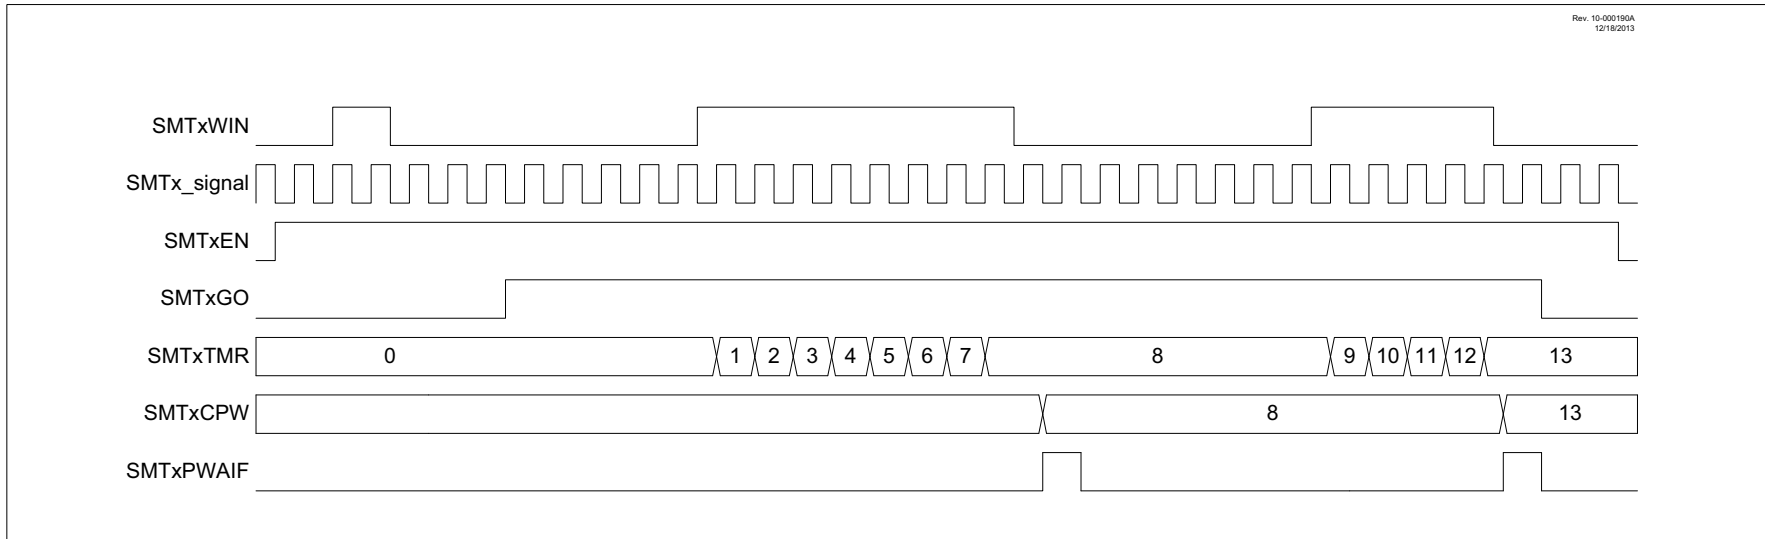 Rev. 10-000190A
12/18/2013
SMTxWIN
SMTx_signal
SMTxEN
SMTxGO
SMTxTMR 0 1 2 3 4 5 6 7 8 9 10 11 12 13
SMTxCPW 8 13
SMTxPWAIF